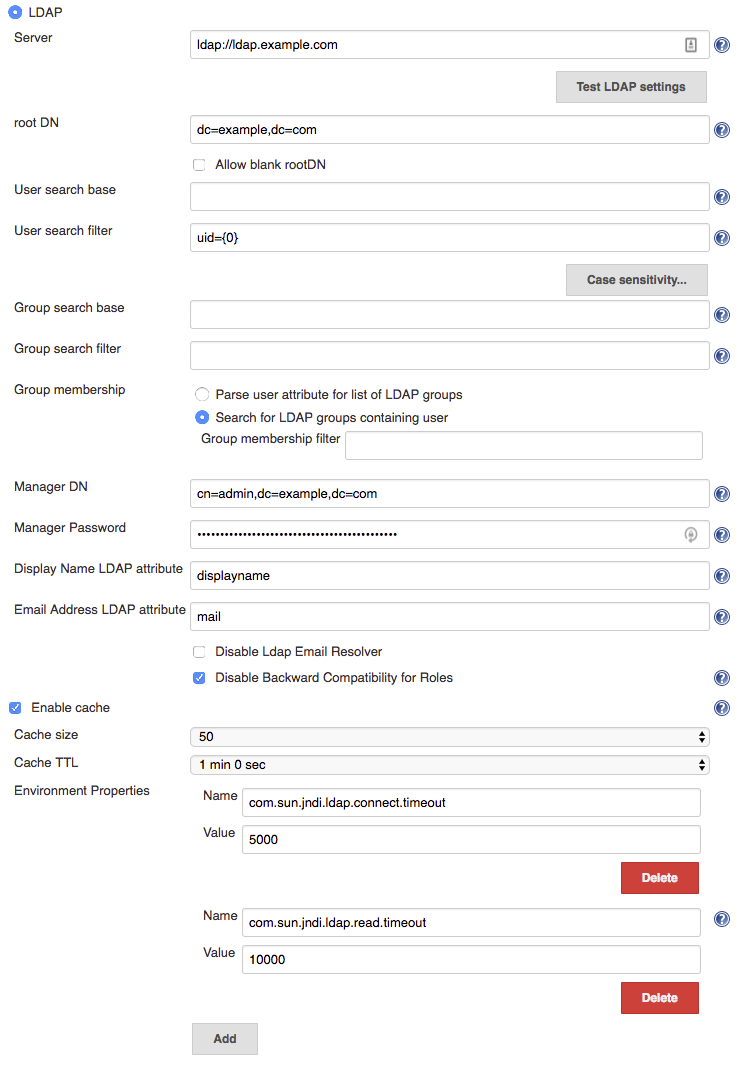 LDAP
Server
ldap://ldap.example.com
Test LDAP settings
root DN
dc=example,dc=com
Allow blank rootDN
User search base
User search filter
uid={0}
Case sensitivity...
Group search base
Group search filter
Group membership
Parse user attribute for list of LDAP groups
Search for LDAP groups containing user
Group membership filter
Manager DN
cn=admin,dc=example,dc=com
Manager Password
Display Name LDAP attribute
displayname
Email Address LDAP attribute
mail
Disable Ldap Email Resolver
Disable Backward Compatibility for Roles
Enable cache
Cache size
50
Cache TTL
1 min 0 sec
Environment Properties
Name
com.sun.jndi.ldap.connect.timeout
Value
5000
Delete
Name
com.sun.jndi.ldap.read.timeout
Value
10000
Delete
Add